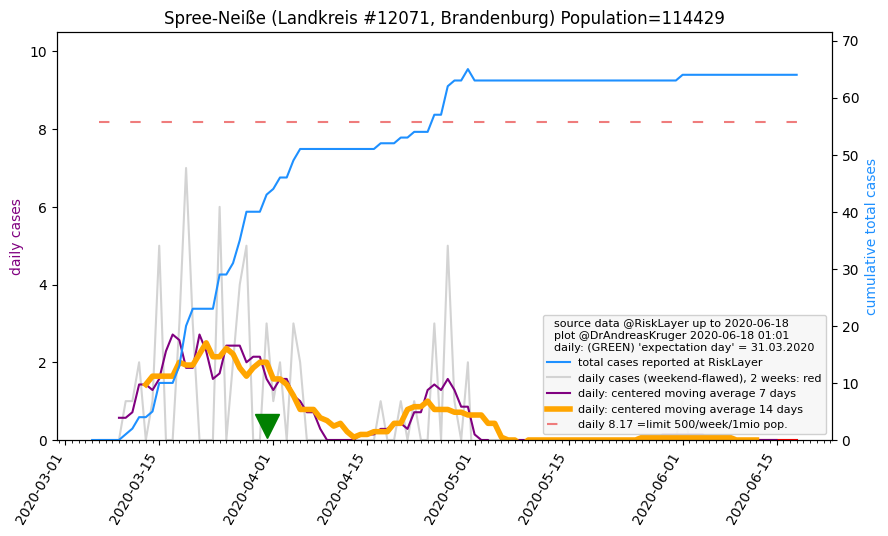 Spree-Neiße (Landkreis #12071, Brandenburg) Population=114429
daily cases
10
8
6
4
2
0
70
60
50
40
30
20
10
0
cumulative total cases
source data @RiskLayer up to 2020-06-18
plot @DrAndreasKruger 2020-06-18 01:01
daily: (GREEN) 'expectation day' = 31.03.2020
total cases reported at RiskLayer
daily cases (weekend-flawed), 2 weeks: red
daily: centered moving average 7 days
daily: centered moving average 14 days
daily 8.17 =limit 500/week/1mio pop.
2020-03-01
2020-03-15
2020-04-01
2020-04-15
2020-05-01
2020-05-15
2020-06-01
2020-06-15